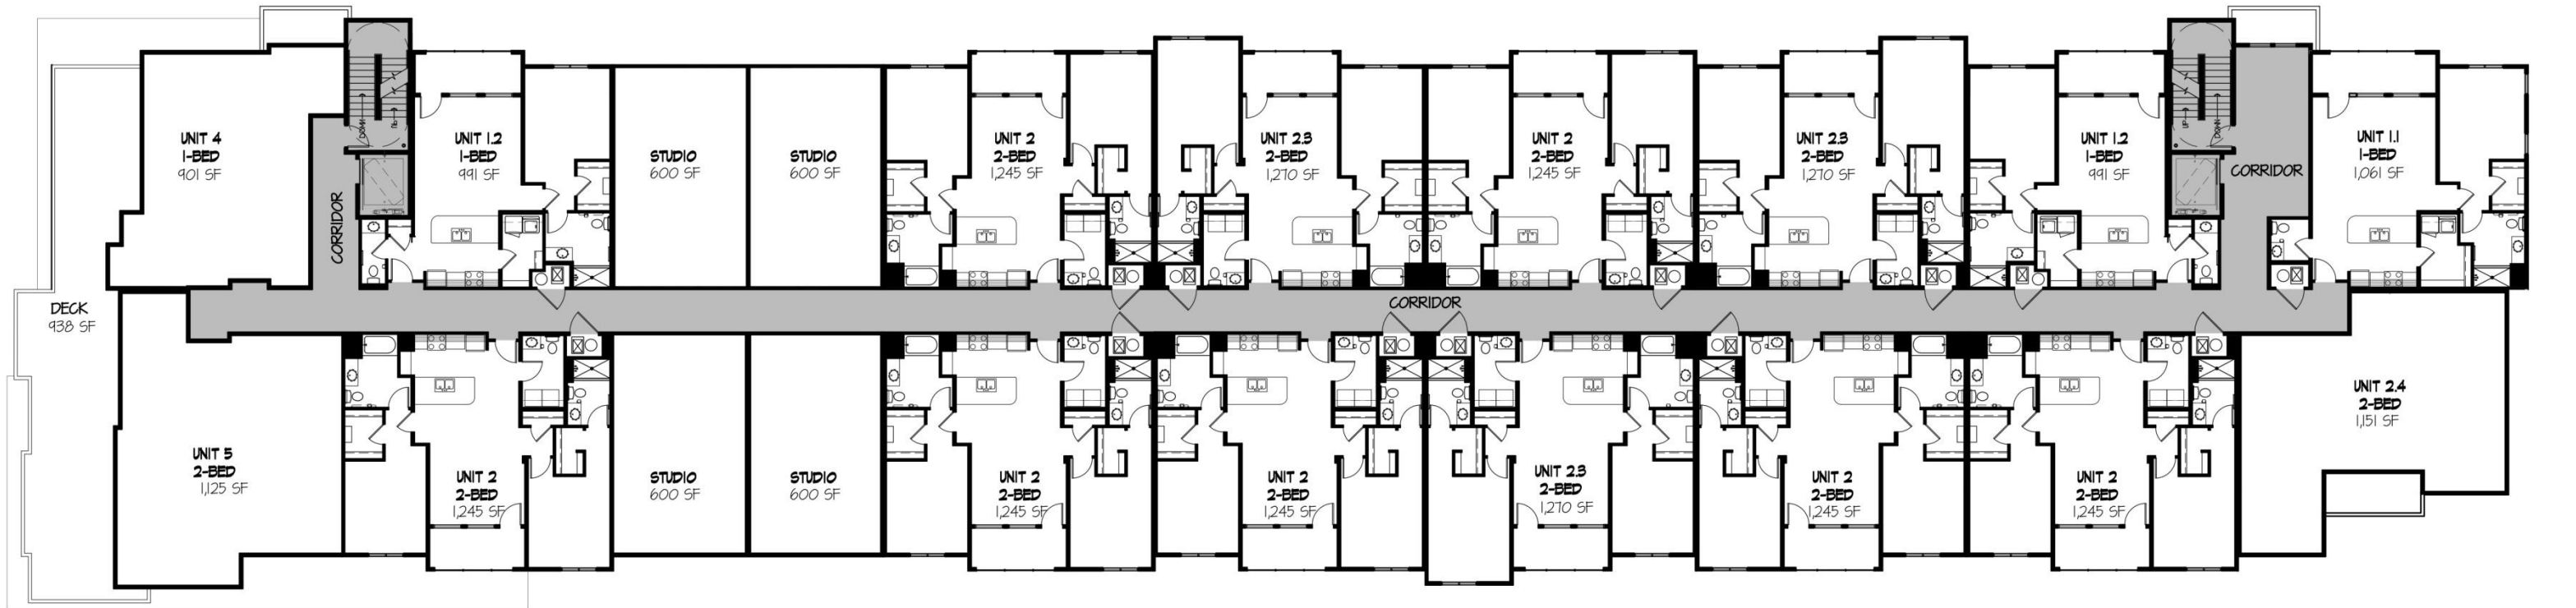 UNIT 4
1-BED
901 SF
DOWN
UP
CORRIDOR
UNIT 1.2
1-BED
991 SF
STUDIO
600 SF
STUDIO
600 SF
UNIT 2
2-BED
1,245 SF
UNIT 2.3
2-BED
1,270 SF
UNIT 2
2-BED
1,245 SF
UNIT 2.3
2-BED
1,270 SF
UNIT 1.2
1-BED
991 SF
UP
DOWN
CORRIDOR
UNIT 1.1
1-BED
1,061 SF
DECK
938 SF
CORRIDOR
UNIT 5
2-BED
1,125 SF
UNIT 2
2-BED
1,245 SF
STUDIO
600 SF
STUDIO
600 SF
UNIT 2
2-BED
1,245 SF
UNIT 2
2-BED
1,245 SF
UNIT 2.3
2-BED
1,270 SF
UNIT 2
2-BED
1,245 SF
UNIT 2
2-BED
1,245 SF
UNIT 2.4
2-BED
1,151 SF